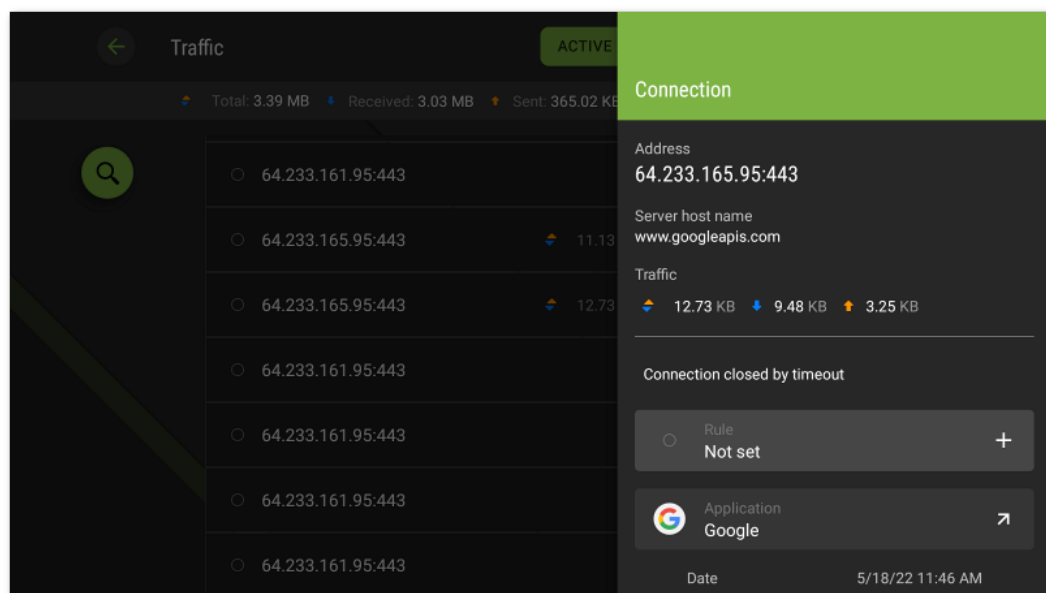 Traffic
ACTIVE
Total: 3.39 MB Received: 3.03 MB Sent: 365.02 KB
64.233.161.95:443
64.233.165.95:443 11.13
64.233.165.95:443 12.73
64.233.161.95:443
64.233.161.95:443
64.233.161.95:443
64.233.161.95:443
Connection
Address
64.233.165.95:443
Server host name
www.googleapis.com
Traffic
12.73 KB 9.48 KB 3.25 KB
Connection closed by timeout
Rule
Not set
Application
Google
Date 5/18/22 11:46 AM